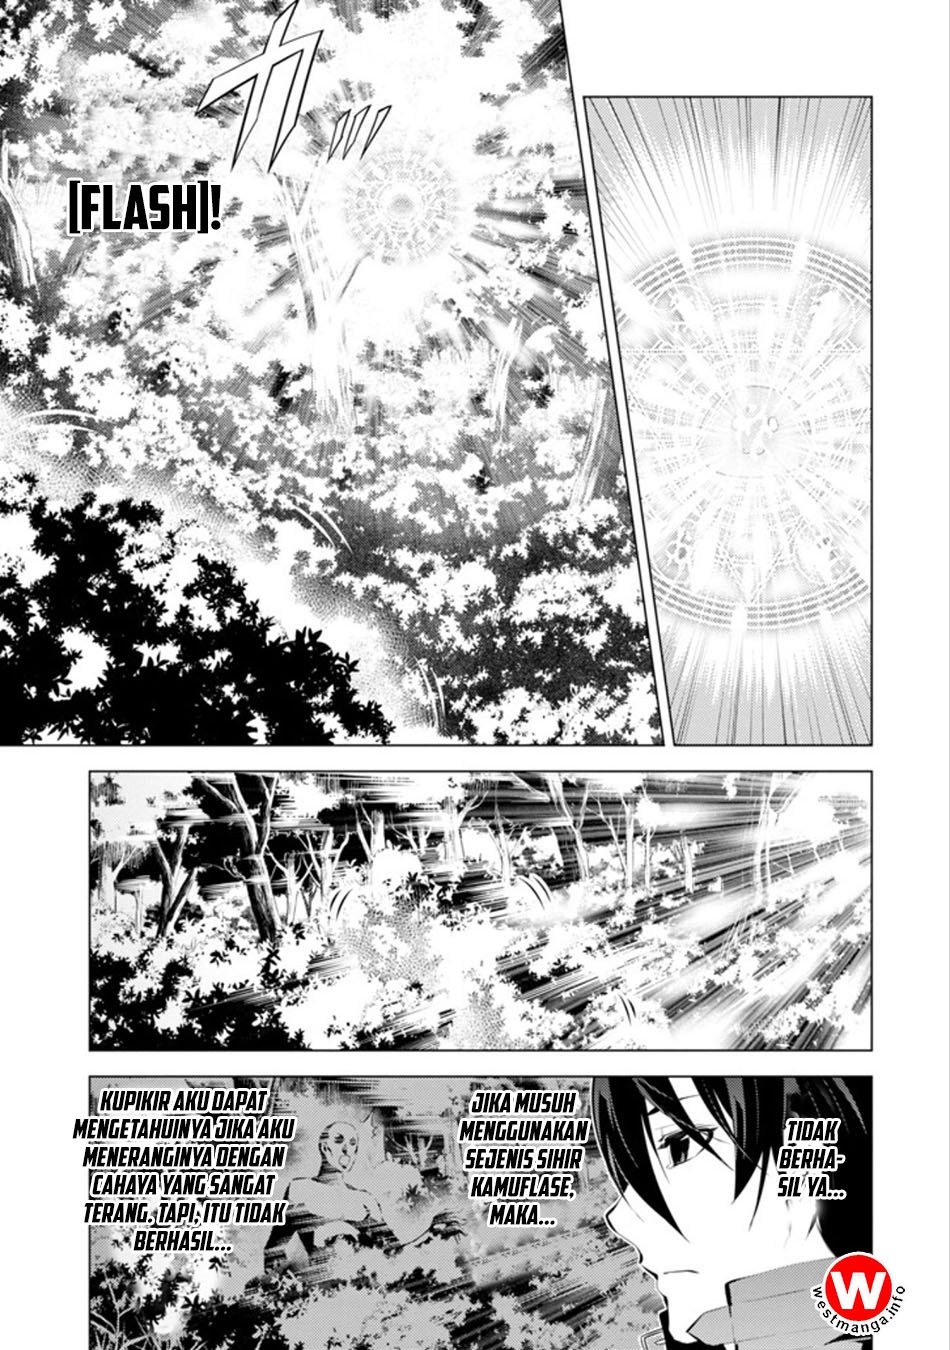 カッ
[FLASH]!
TIDAK
BERHA-
SIL YA...
JIKA MUSUH
MENGGUNAKAN
SEJENIS SIHIR
KAMUFLASE,
MAKA...
KUPIKIR AKU DAPAT
MENGETAHUINYA JIKA AKU
MENERANGINYA DENGAN
CAHAYA YANG SANGAT
TERANG. TAPI, ITU TIDAK
BERHASIL...
W
westmanga.info